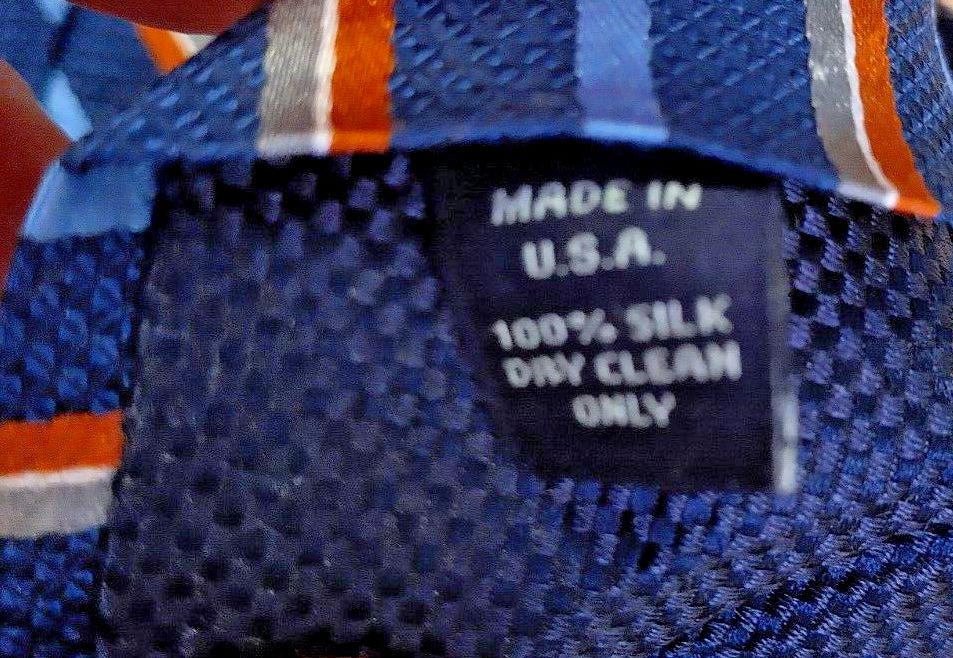 MADE IN
U.S.A.
100% SILK
DRY CLEAN
ONLY